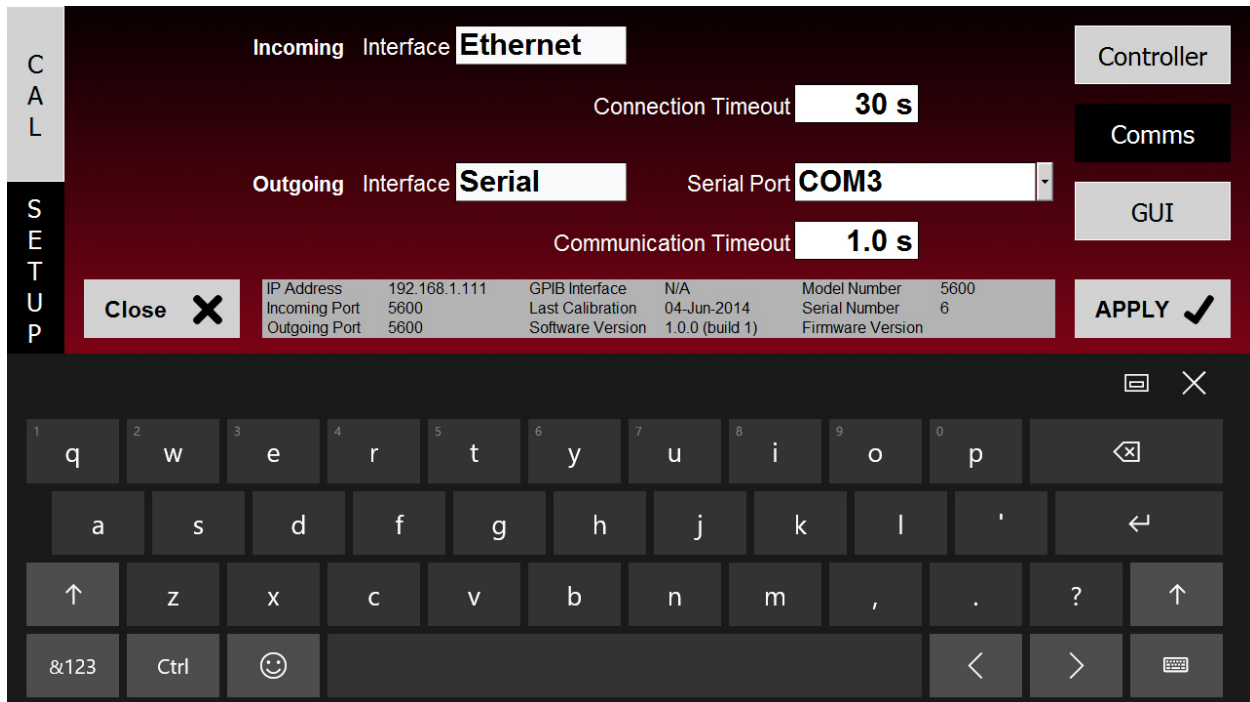 CAL
SETUP
Incoming Interface Ethernet
Connection Timeout 30 s
Outgoing Interface Serial Serial Port COM3
Communication Timeout 1.0 s
Controller
Comms
GUI
Close
IP Address 192.168.1.111 GPIB Interface N/A Model Number 5600
Incoming Port 5600 Last Calibration 04-Jun-2014 Serial Number 6
Outgoing Port 5600 Software Version 1.0.0 (build 1) Firmware Version
APPLY
1 2 3 4 5 6 7 8 9 0
q w e r t y u i o p
a s d f g h j k l '
z x c v b n m , . ?
&123 Ctrl